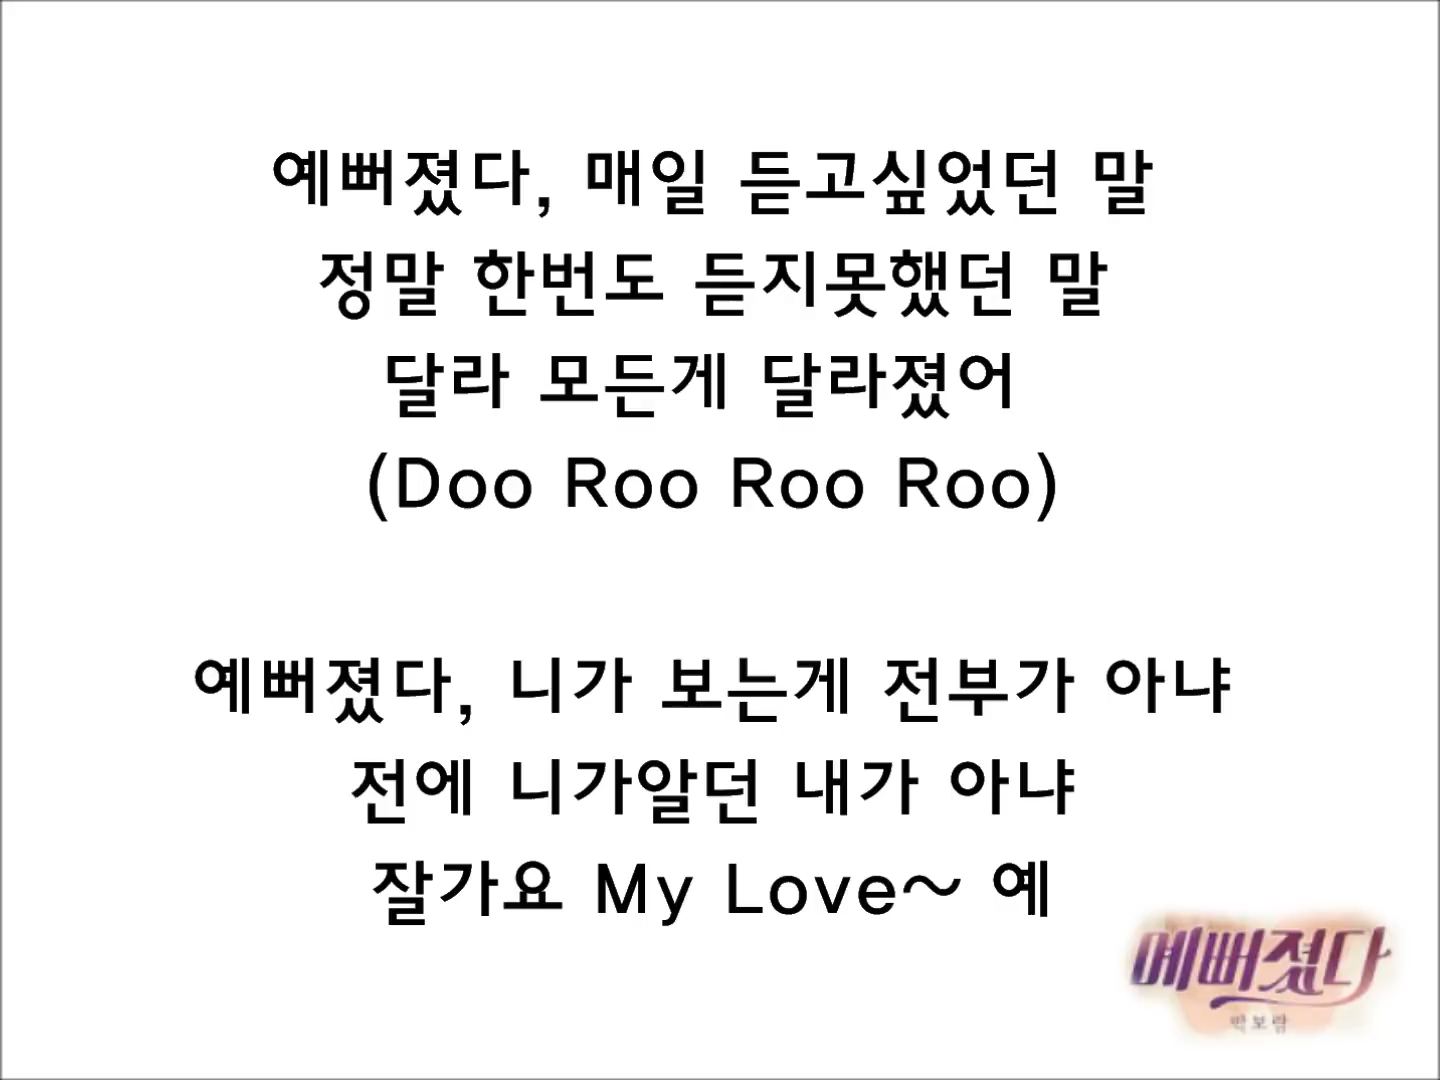 예뻐졌다, 매일 듣고싶었던 말
정말 한번도 듣지못했던 말
달라 모든게 달라졌어
(Doo Roo Roo Roo)
예뻐졌다, 니가 보는게 전부가 아냐
전에 니가알던 내가 아냐
잘가요 My Love~ 예
예뻐졌다
박보람